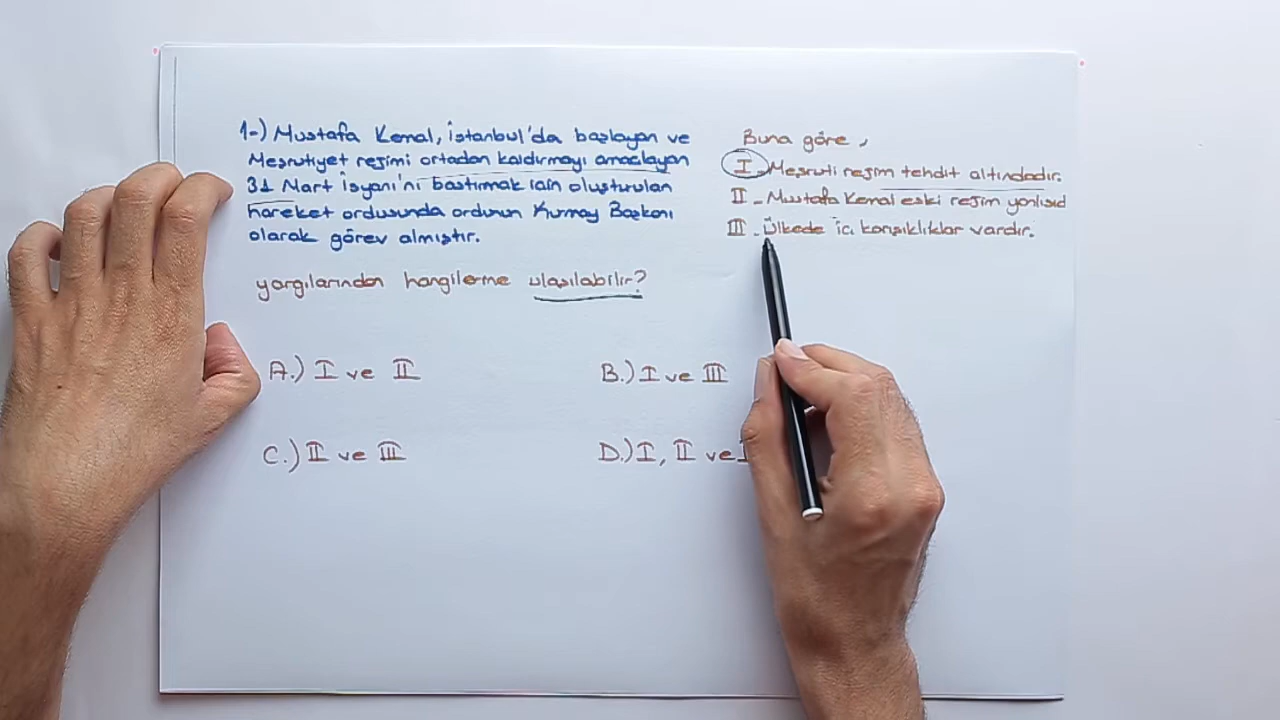 1-) Mustafa Kemal, İstanbul'da başlayan ve
Meşrutiyet rejimi ortadan kaldırmayı amaçlayan
31 Mart İsyanı'nı bastırmak için oluşturulan
hareket ordusunda ordunun Kurmay Başkanı
olarak görev almıştır.
Buna göre,
I - Meşruti rejim tehdit altındadır.
II - Mustafa Kemal eski rejim yanlısıd
III - Ülkede iç karışıklıklar vardır.
yargılarından hangilerine ulaşılabilir?
A.) I ve II
B.) I ve III
C.) II ve III
D.) I, II ve